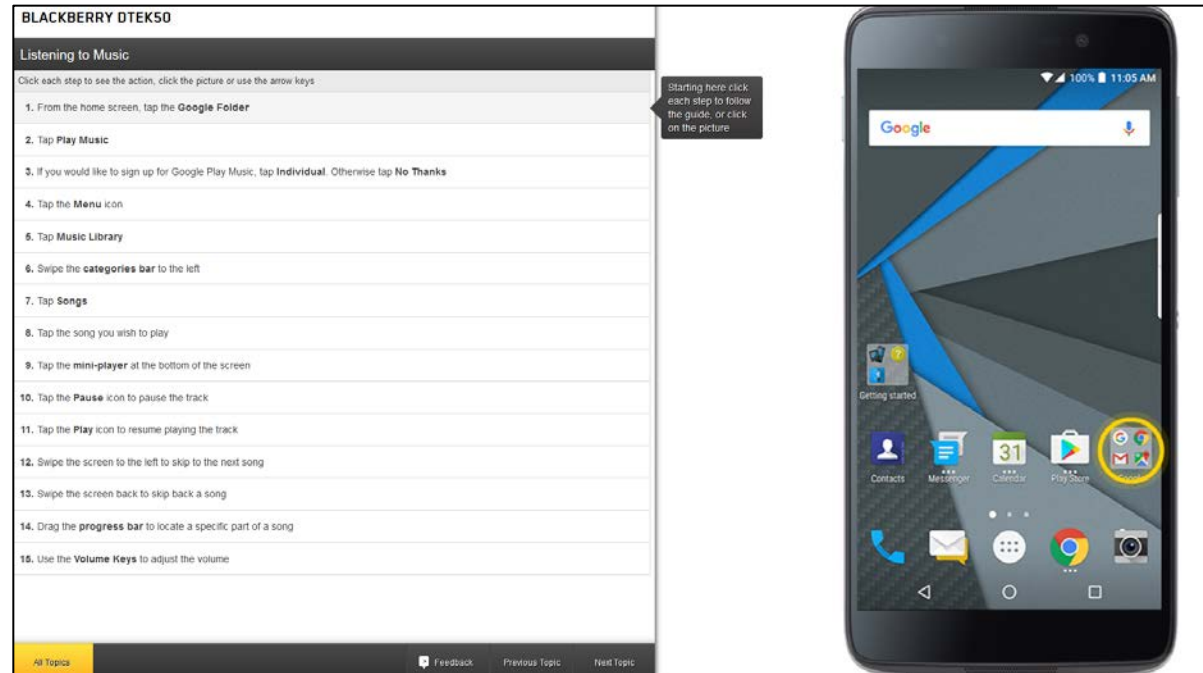 BLACKBERRY DTEK50
Listening to Music
Click each step to see the action, click the picture or use the arrow keys
1. From the home screen, tap the Google Folder
2. Tap Play Music
3. If you would like to sign up for Google Play Music, tap Individual. Otherwise tap No Thanks
4. Tap the Menu icon
5. Tap Music Library
6. Swipe the categories bar to the left
7. Tap Songs
8. Tap the song you wish to play
9. Tap the mini-player at the bottom of the screen
10. Tap the Pause icon to pause the track
11. Tap the Play icon to resume playing the track
12. Swipe the screen to the left to skip to the next song
13. Swipe the screen back to skip back a song
14. Drag the progress bar to locate a specific part of a song
15. Use the Volume Keys to adjust the volume
All Topics
Feedback
Previous Topic
Next Topic
Starting here click
each step to follow
the guide, or click
on the picture
100% 11:05 AM
Google
Getting started
31
Contacts
Messenger
Calendar
Play Store
Google